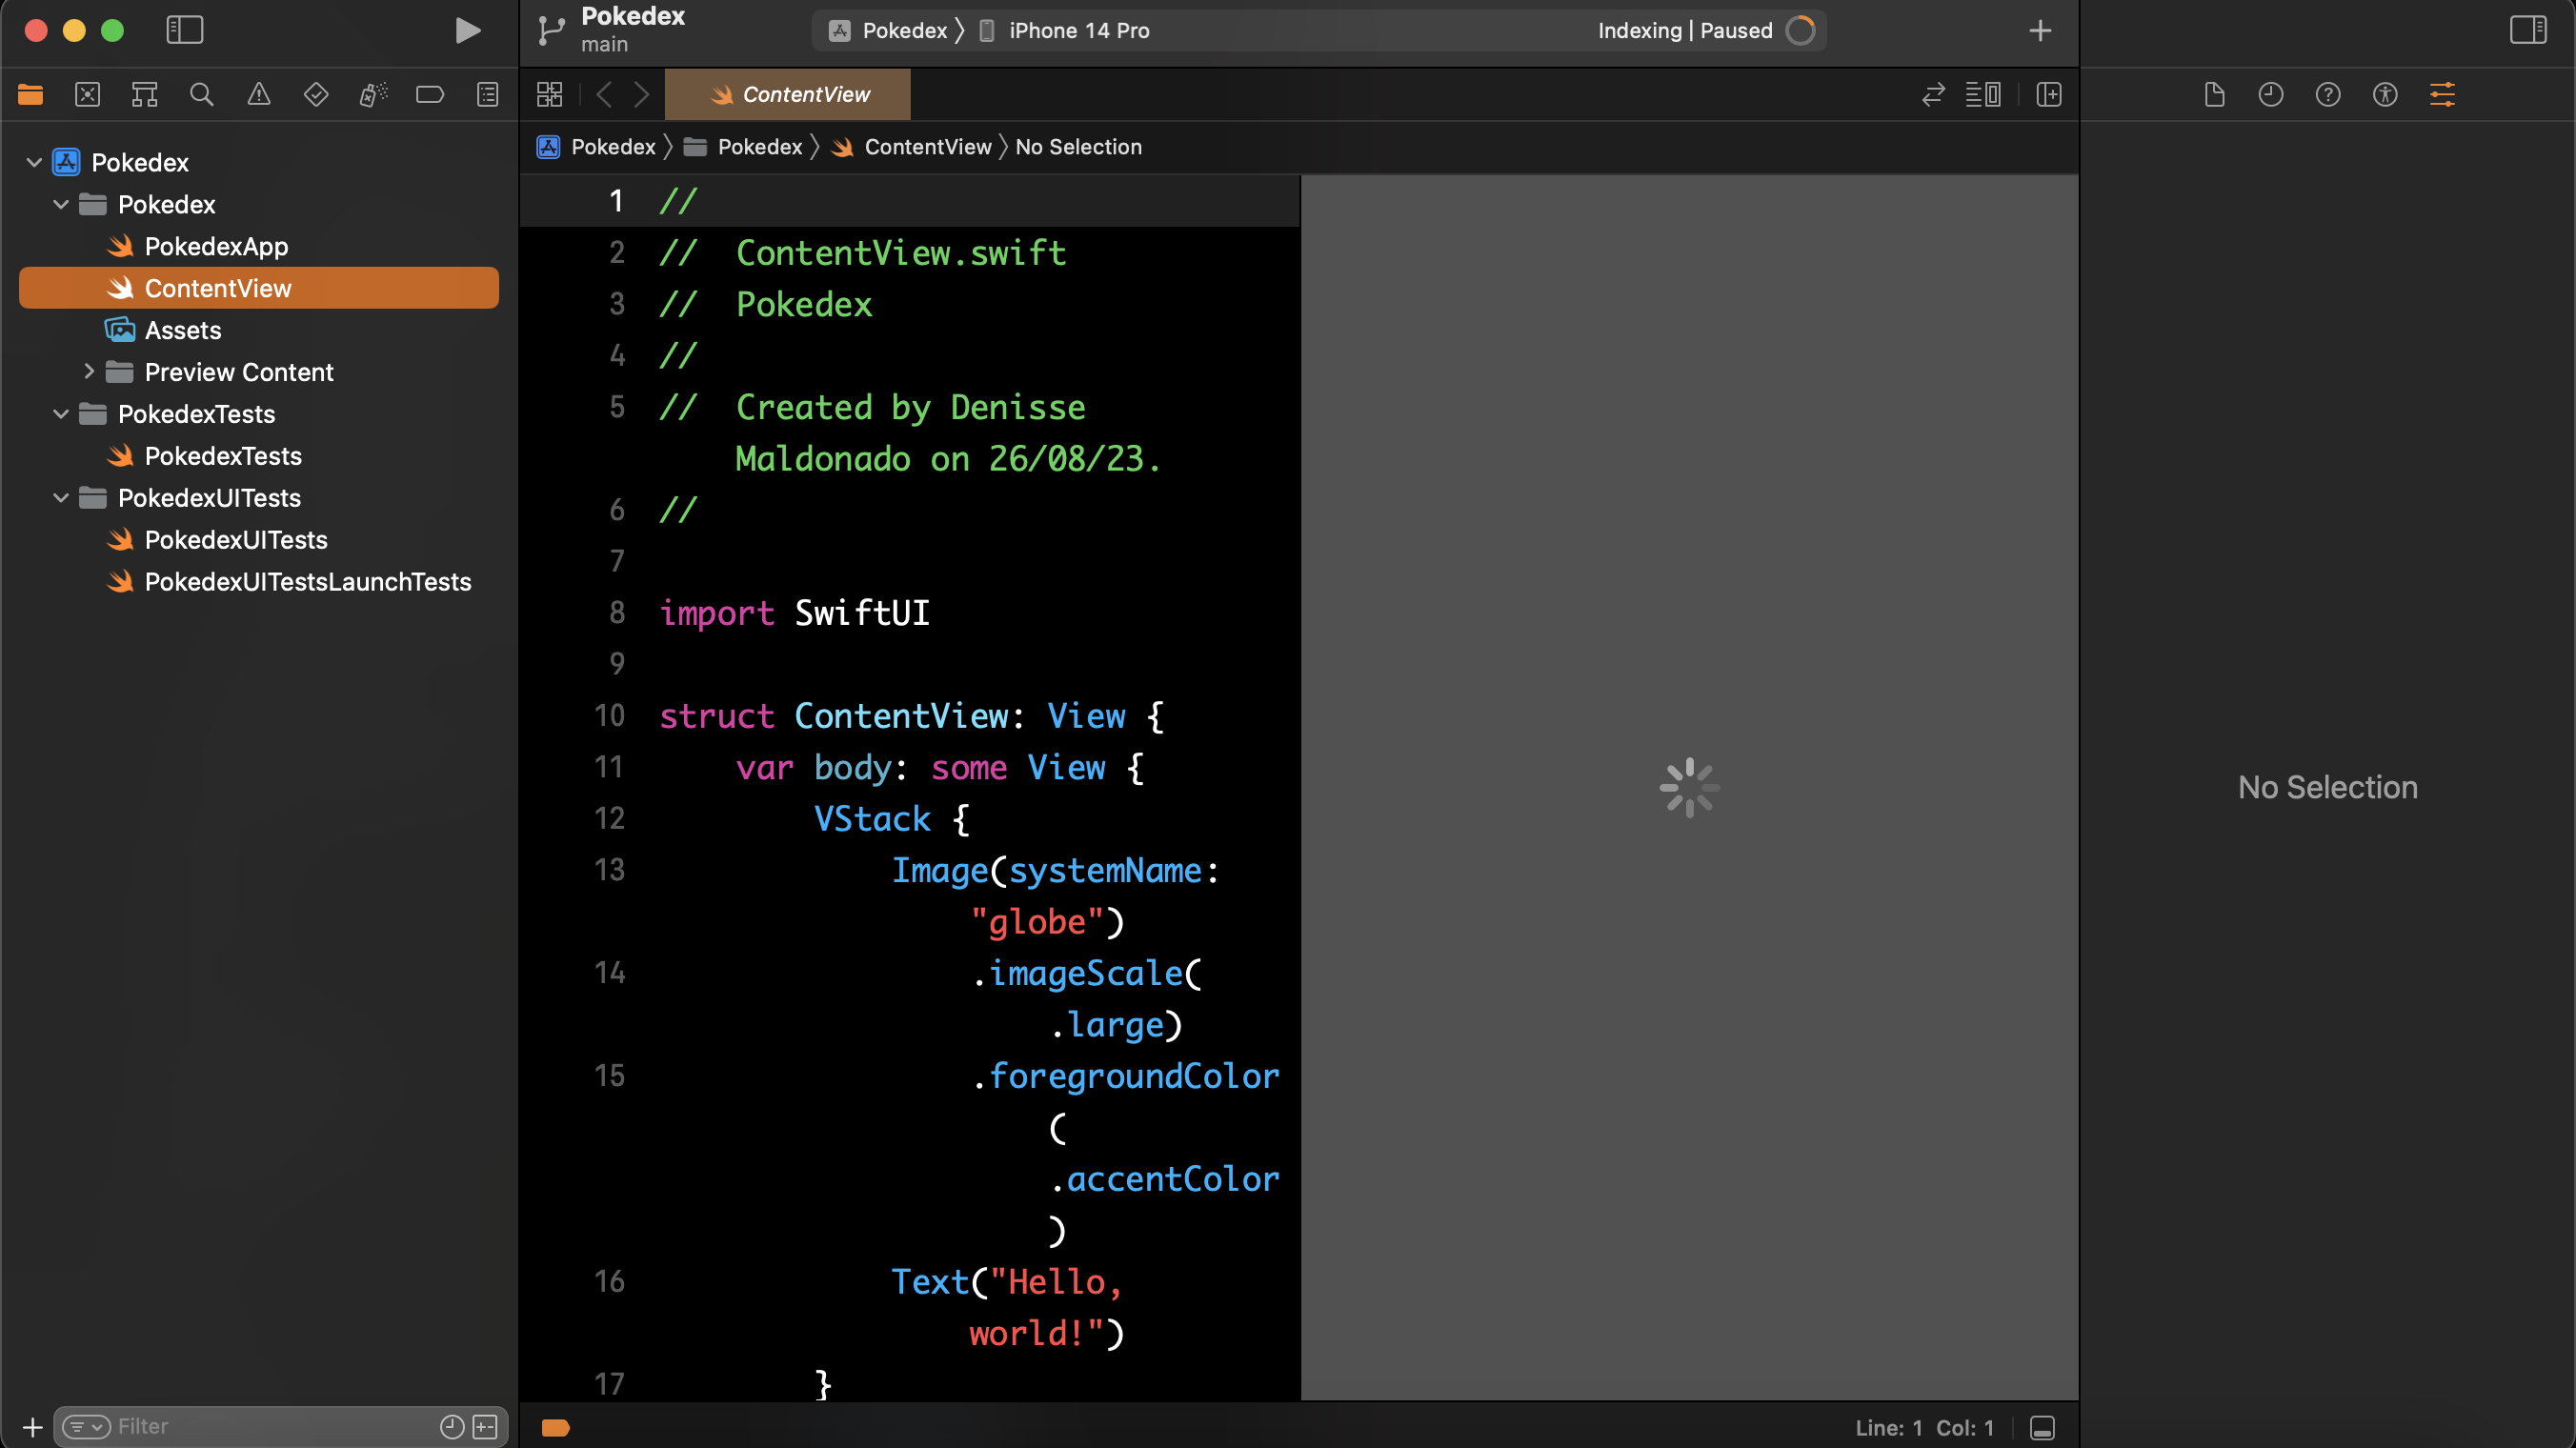 Pokedex
main
Pokedex 〉 iPhone 14 Pro
Indexing | Paused
ContentView
Pokedex 〉 Pokedex 〉 ContentView 〉 No Selection
Pokedex
Pokedex
PokedexApp
ContentView
Assets
Preview Content
PokedexTests
PokedexTests
PokedexUITests
PokedexUITests
PokedexUITestsLaunchTests
Filter
1 //
2 //  ContentView.swift
3 //  Pokedex
4 //
5 //  Created by Denisse
Maldonado on 26/08/23.
6 //
7
8 import SwiftUI
9
10 struct ContentView: View {
11     var body: some View {
12         VStack {
13             Image(systemName:
"globe")
14                 .imageScale(
.large)
15                 .foregroundColor
(
.accentColor
)
16             Text("Hello,
world!")
17         }
No Selection
Line: 1  Col: 1